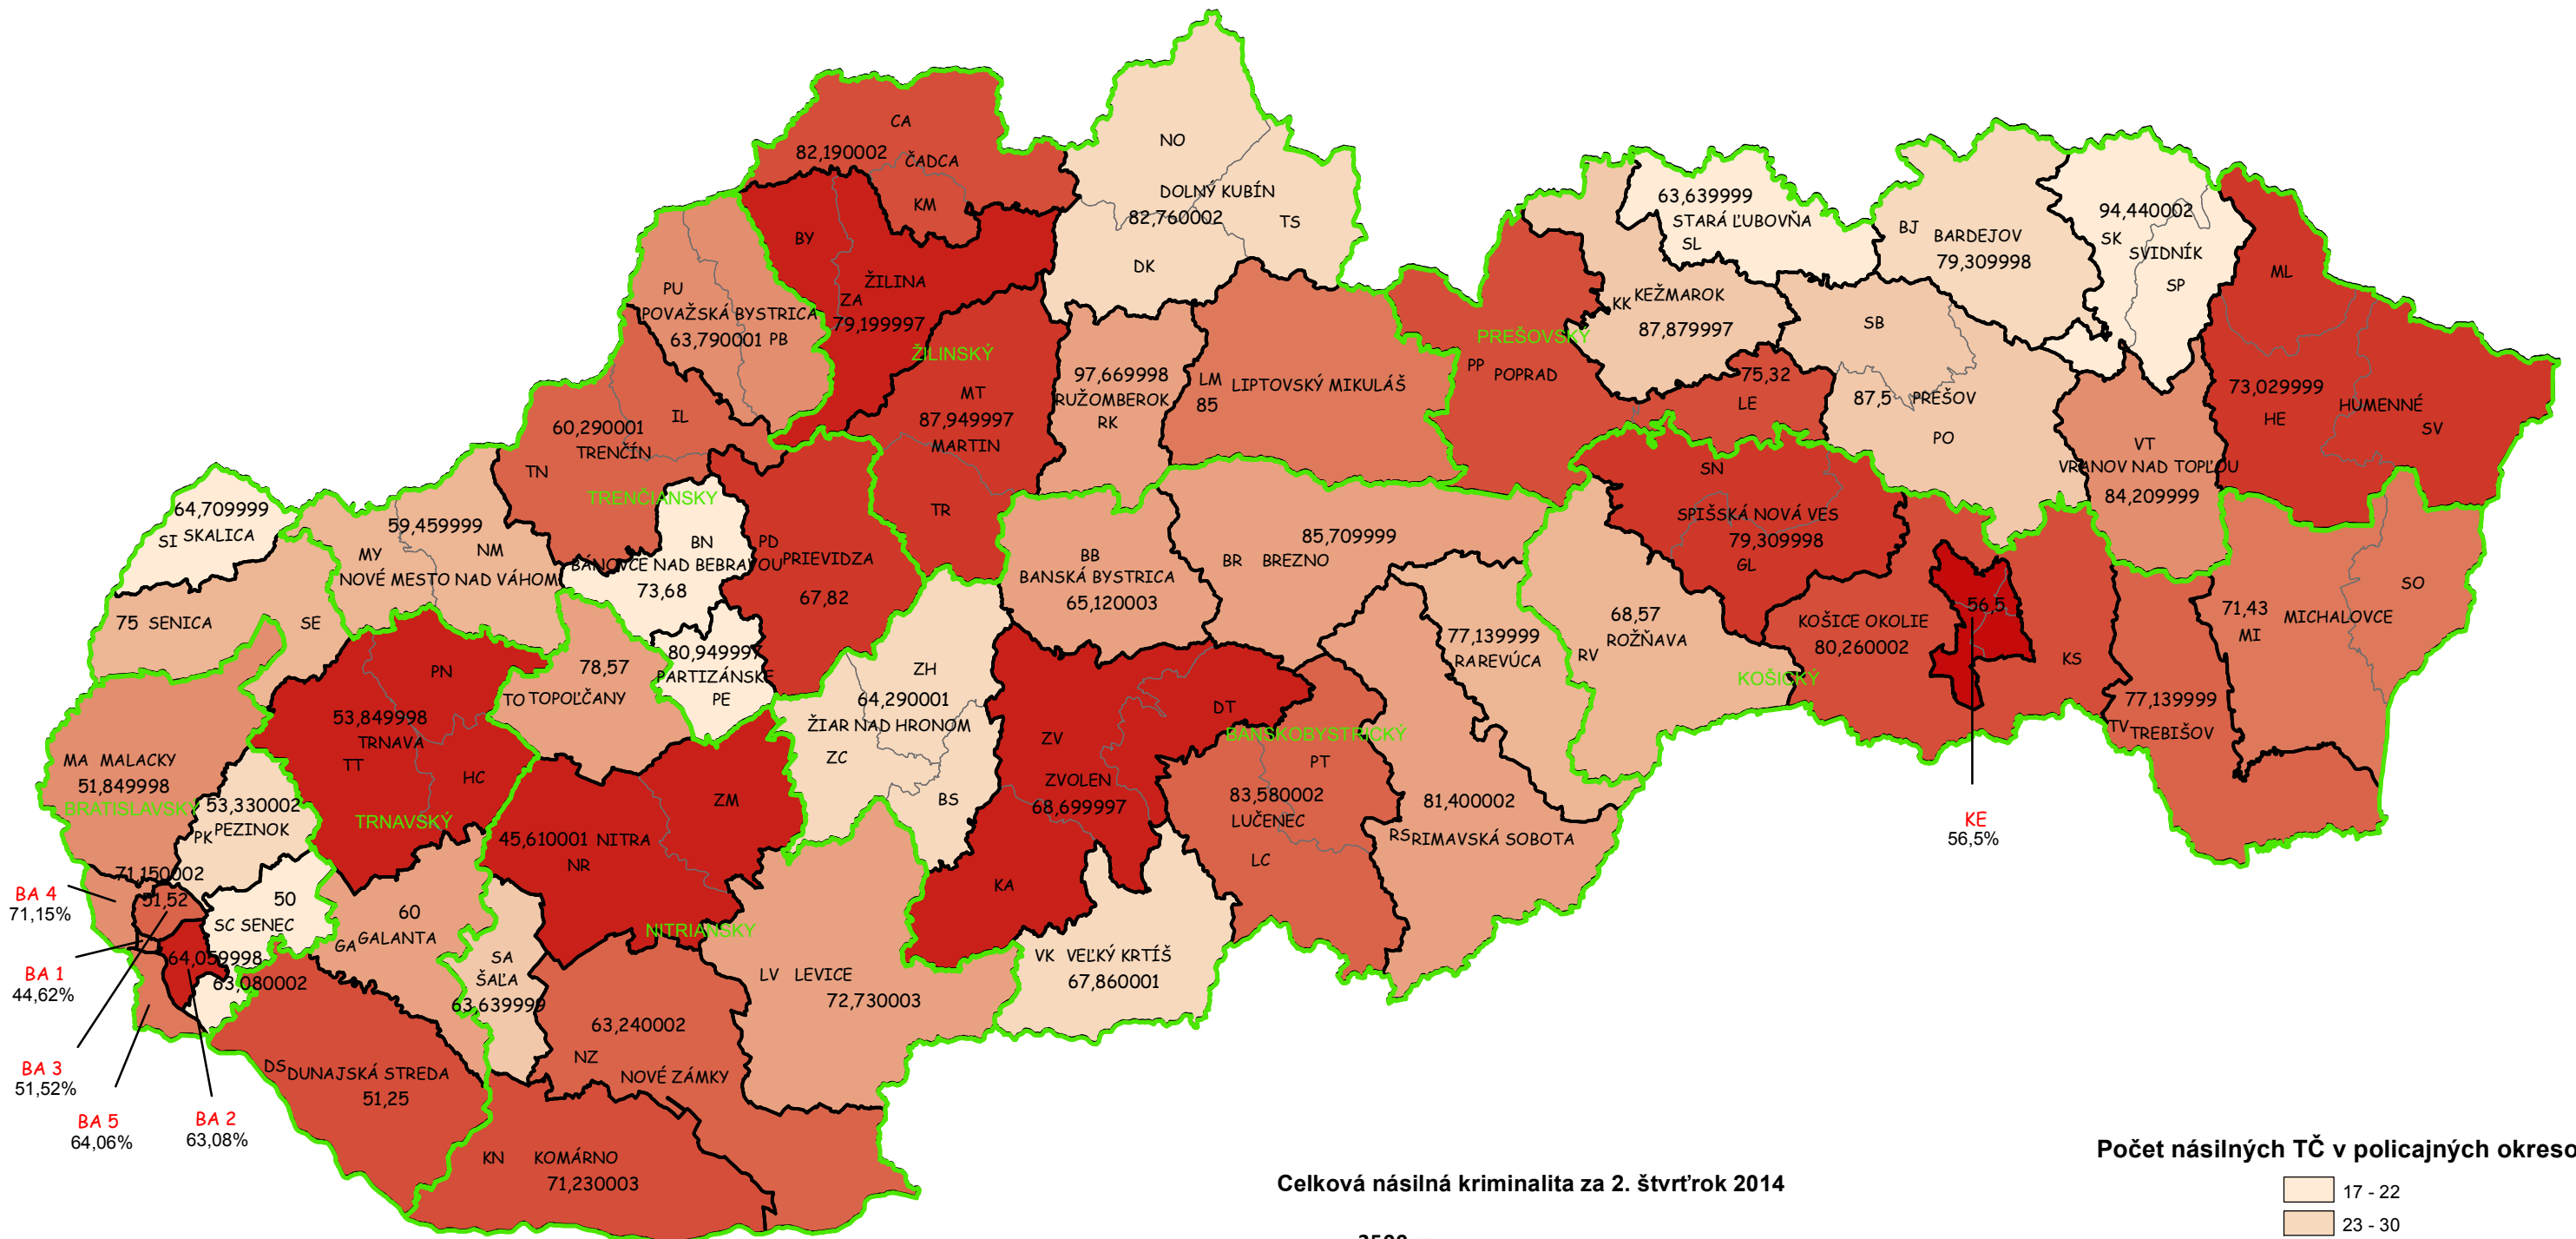 CA
82,190002
ČADCA
KM
NO
DOLNÝ KUBÍN
82,760002
TS
DK
BY
ŽILINA
ZA
79,199997
ŽILINSKÝ
PU
POVAŽSKÁ BYSTRICA
63,790001 PB
MT
87,949997
MARTIN
TR
97,669998
RUŽOMBEROK
RK
LM
LIPTOVSKÝ MIKULÁŠ
85
PREŠOVSKÝ
PP
POPRAD
75,32
LE
KK
KEŽMAROK
87,879997
63,639999
STARÁ ĽUBOVŇA
SL
BJ
BARDEJOV
79,309998
94,440002
SK
SVIDNÍK
SP
SB
87,5 PREŠOV
PO
ML
73,029999
HE
HUMENNÉ
SV
VT
VRANOV NAD TOPĽOU
84,209999
IL
60,290001
TRENČÍN
TN
TRENČIANSKY
64,709999
SI SKALICA
59,459999
MY
NM
NOVÉ MESTO NAD VÁHOM
75 SENICA
SE
BN
BÁNOVCE NAD BEBRAVOU
73,68
PD
PRIEVIDZA
67,82
80,949997
PARTIZÁNSKE
PE
78,57
TO TOPOĽČANY
PN
53,849998
TRNAVA
TT
HC
TRNAVSKÝ
MA MALACKY
51,849998
BRATISLAVSKÝ
53,330002
PK PEZINOK
71,150002
51,52
50
SC SENEC
64,059998
63,080002
BA 4
71,15%
BA 1
44,62%
BA 3
51,52%
BA 5
64,06%
BA 2
63,08%
60
GA GALANTA
SA
ŠAĽA
63,639999
45,610001 NITRA
NR
ZM
NITRIANSKY
LV LEVICE
72,730003
63,240002
NZ
NOVÉ ZÁMKY
DS DUNAJSKÁ STREDA
51,25
KN KOMÁRNO
71,230003
BB
BANSKÁ BYSTRICA
65,120003
85,709999
BR BREZNO
ZH
64,290001
ŽIAR NAD HRONOM
ZC
BS
DT
ZV
ZVOLEN
68,699997
KA
BANSKOBYSTRICKÝ
PT
83,580002
LUČENEC
LC
VK VEĽKÝ KRTÍŠ
67,860001
77,139999
RA REVÚCA
81,400002
RS RIMAVSKÁ SOBOTA
68,57
ROŽŇAVA
RV
KOŠICKÝ
SN
SPIŠSKÁ NOVÁ VES
79,309998
GL
KOŠICE OKOLIE
80,260002
56,5
KS
KE
56,5%
71,43
MI
MICHALOVCE
SO
77,139999
TV TREBIŠOV
Celková násilná kriminalita za 2. štvrťrok 2014
Počet násilných TČ v policajných okreso
17 - 22
23 - 30